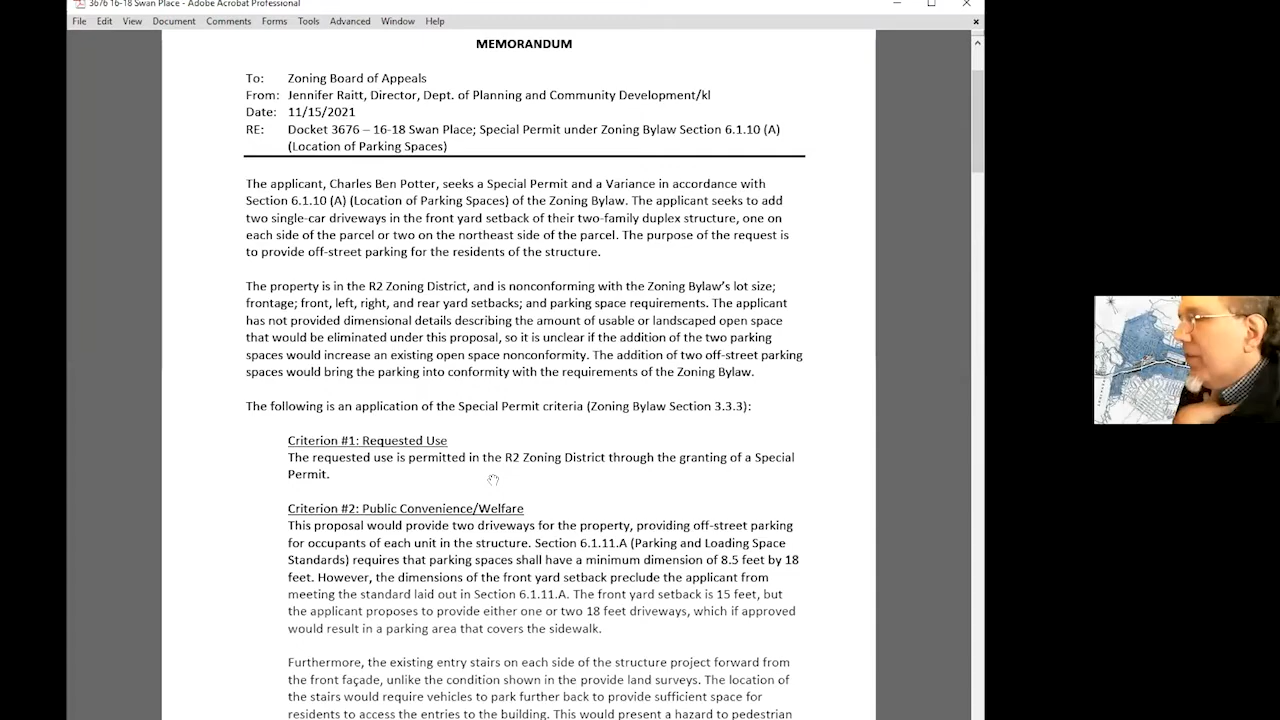 3676 16-18 Swan Place - Adobe Acrobat Professional
File Edit View Document Comments Forms Tools Advanced Window Help
MEMORANDUM
To: Zoning Board of Appeals
From: Jennifer Raitt, Director, Dept. of Planning and Community Development/kl
Date: 11/15/2021
RE: Docket 3676 – 16-18 Swan Place; Special Permit under Zoning Bylaw Section 6.1.10 (A)
(Location of Parking Spaces)
The applicant, Charles Ben Potter, seeks a Special Permit and a Variance in accordance with
Section 6.1.10 (A) (Location of Parking Spaces) of the Zoning Bylaw. The applicant seeks to add
two single-car driveways in the front yard setback of their two-family duplex structure, one on
each side of the parcel or two on the northeast side of the parcel. The purpose of the request is
to provide off-street parking for the residents of the structure.
The property is in the R2 Zoning District, and is nonconforming with the Zoning Bylaw's lot size;
frontage; front, left, right, and rear yard setbacks; and parking space requirements. The applicant
has not provided dimensional details describing the amount of usable or landscaped open space
that would be eliminated under this proposal, so it is unclear if the addition of the two parking
spaces would increase an existing open space nonconformity. The addition of two off-street parking
spaces would bring the parking into conformity with the requirements of the Zoning Bylaw.
The following is an application of the Special Permit criteria (Zoning Bylaw Section 3.3.3):
Criterion #1: Requested Use
The requested use is permitted in the R2 Zoning District through the granting of a Special
Permit.
Criterion #2: Public Convenience/Welfare
This proposal would provide two driveways for the property, providing off-street parking
for occupants of each unit in the structure. Section 6.1.11.A (Parking and Loading Space
Standards) requires that parking spaces shall have a minimum dimension of 8.5 feet by 18
feet. However, the dimensions of the front yard setback preclude the applicant from
meeting the standard laid out in Section 6.1.11.A. The front yard setback is 15 feet, but
the applicant proposes to provide either one or two 18 feet driveways, which if approved
would result in a parking area that covers the sidewalk.
Furthermore, the existing entry stairs on each side of the structure project forward from
the front façade, unlike the condition shown in the provide land surveys. The location of
the stairs would require vehicles to park further back to provide sufficient space for
residents to access the entries to the building. This would present a hazard to pedestrian